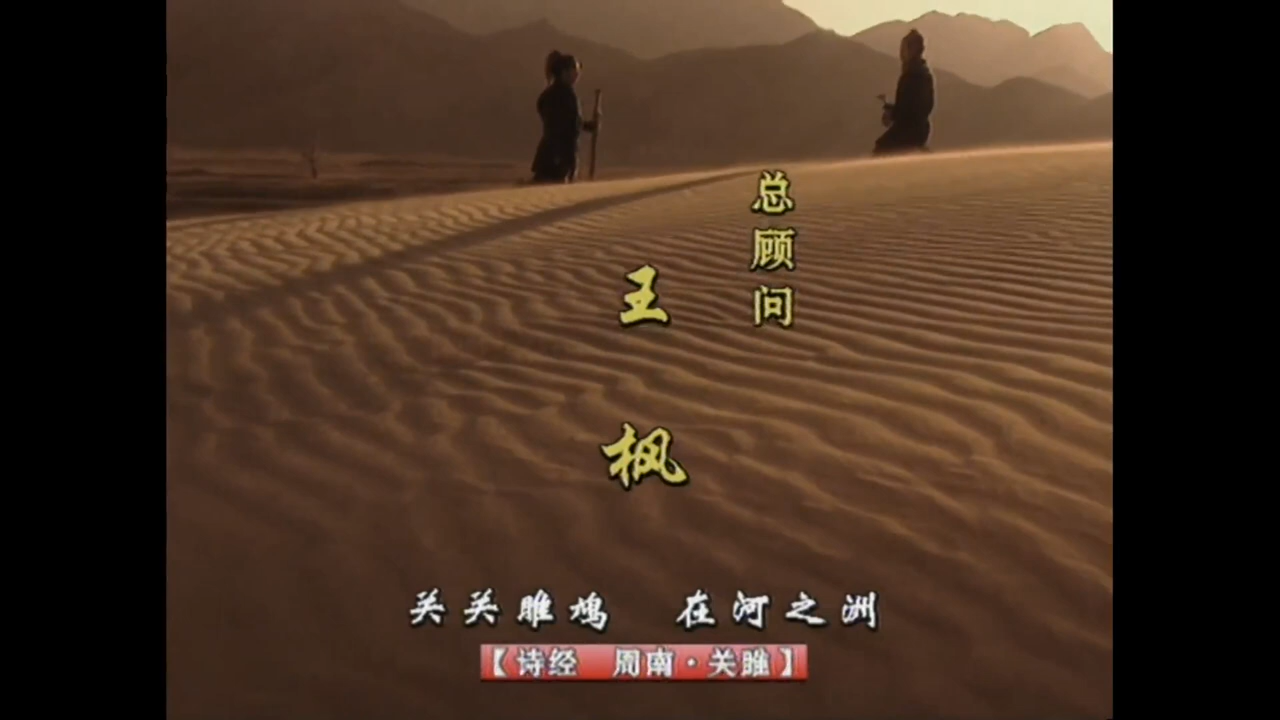 总顾问
王枫
关关雎鸠 在河之洲
【诗经 周南·关雎】